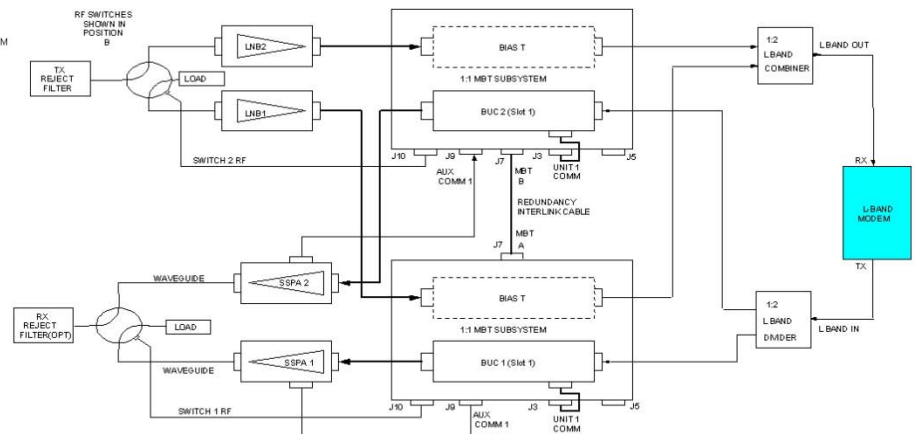 RF SWITCHES
SHOWN IN
POSITION
B
M
TX
REJECT
FILTER
LOAD
LNB2
LNB1
BIAS T
1:1 MBT SUBSYSTEM
BUC 2 (Slot 1)
1:2
L-BAND
COMBINER
L-BAND OUT
SWITCH 2 RF
J10
J9
J7
J3
J5
AUX
COMM 1
MBT
B
UNIT 1
COMM
RX
L-BAND
MODEM
TX
REDUNDANCY
INTERLINK CABLE
J7
MBT
A
WAVEGUIDE
SSPA 2
RX
REJECT
FILTER(OPT)
LOAD
BIAS T
1:1 MBT SUBSYSTEM
1:2
L BAND
DIVIDER
L BAND IN
WAVEGUIDE
SSPA 1
BUC 1 (Slot 1)
SWITCH 1 RF
J10
J9
J3
J5
AUX
COMM 1
UNIT 1
COMM